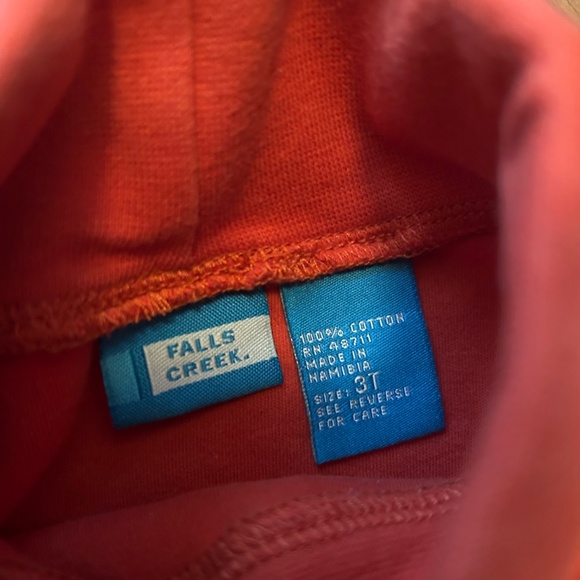 FALLS
CREEK.
100% COTTON
RN 48711
MADE IN
NAMIBIA
SIZE: 3T
SEE REVERSE
FOR CARE